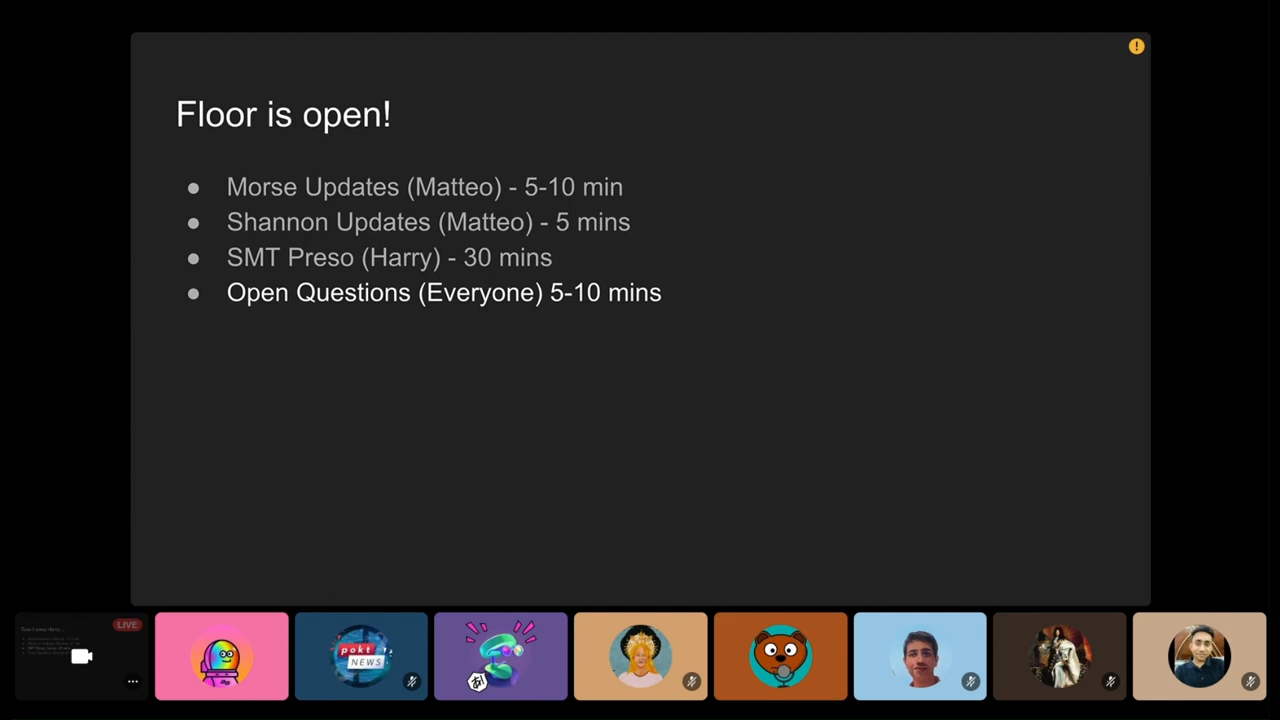 Floor is open!
● Morse Updates (Matteo) - 5-10 min
● Shannon Updates (Matteo) - 5 mins
● SMT Preso (Harry) - 30 mins
● Open Questions (Everyone) 5-10 mins
LIVE
pokt
NEWS